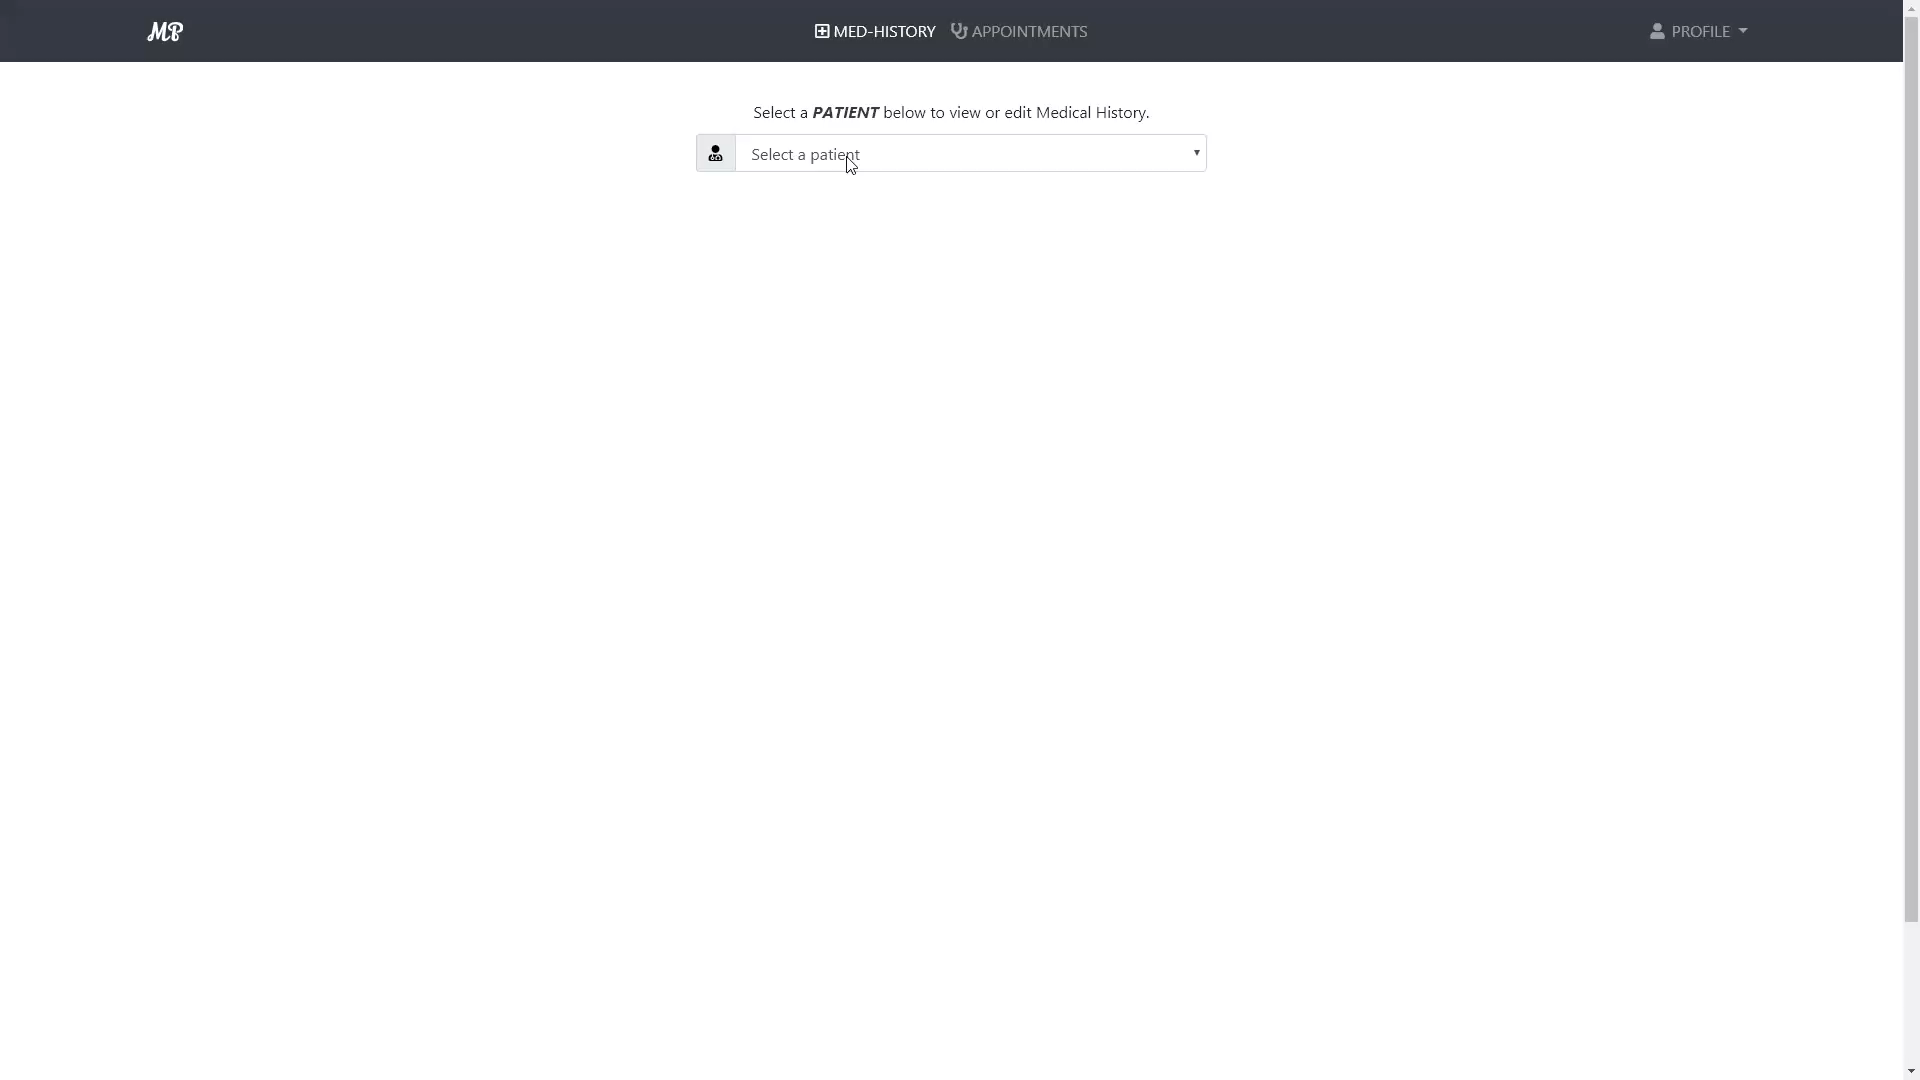 MP
MED-HISTORY
APPOINTMENTS
PROFILE
Select a PATIENT below to view or edit Medical History.
Select a patient